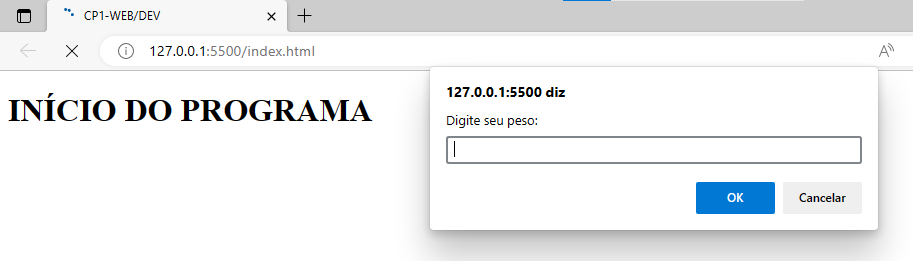 CP1-WEB/DEV
127.0.0.1:5500/index.html
INÍCIO DO PROGRAMA
127.0.0.1:5500 diz
Digite seu peso:
OK Cancelar